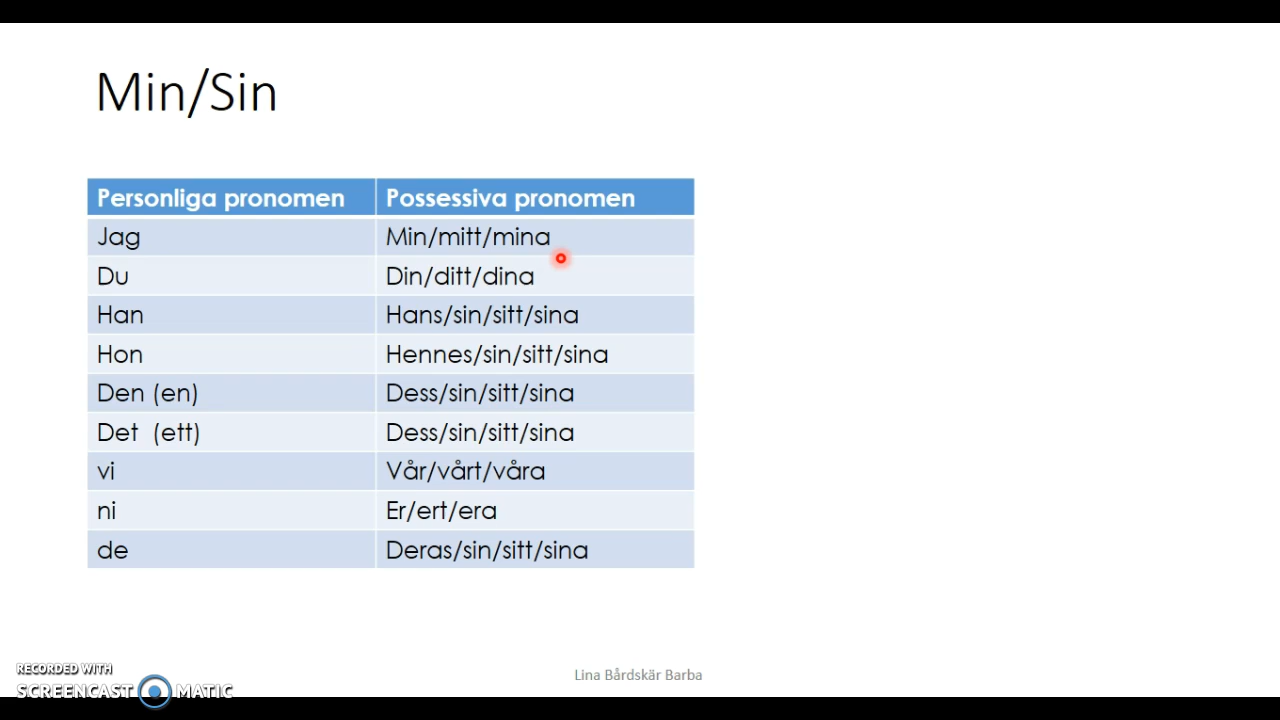 Min/Sin
Personliga pronomen Possessiva pronomen
Jag Min/mitt/mina
Du Din/ditt/dina
Han Hans/sin/sitt/sina
Hon Hennes/sin/sitt/sina
Den (en) Dess/sin/sitt/sina
Det (ett) Dess/sin/sitt/sina
vi Vår/vårt/våra
ni Er/ert/era
de Deras/sin/sitt/sina
Lina Bårdskär Barba
RECORDED WITH
SCREENCAST MATIC